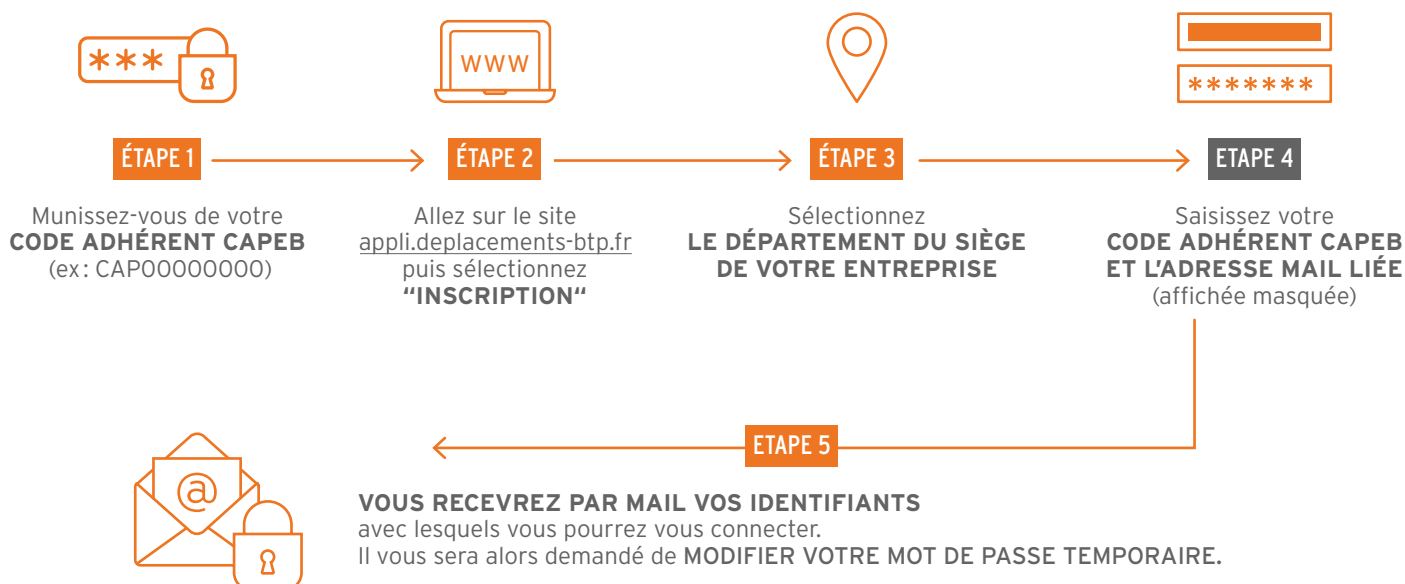 ***
www
*******
ÉTAPE 1
ÉTAPE 2
ÉTAPE 3
ETAPE 4
Munissez-vous de votre
CODE ADHÉRENT CAPEB
(ex : CAP00000000)
Allez sur le site
appli.deplacements-btp.fr
puis sélectionnez
“INSCRIPTION“
Sélectionnez
LE DÉPARTEMENT DU SIÈGE
DE VOTRE ENTREPRISE
Saisissez votre
CODE ADHÉRENT CAPEB
ET L'ADRESSE MAIL LIÉE
(affichée masquée)
ETAPE 5
@
VOUS RECEVREZ PAR MAIL VOS IDENTIFIANTS
avec lesquels vous pourrez vous connecter.
Il vous sera alors demandé de MODIFIER VOTRE MOT DE PASSE TEMPORAIRE.